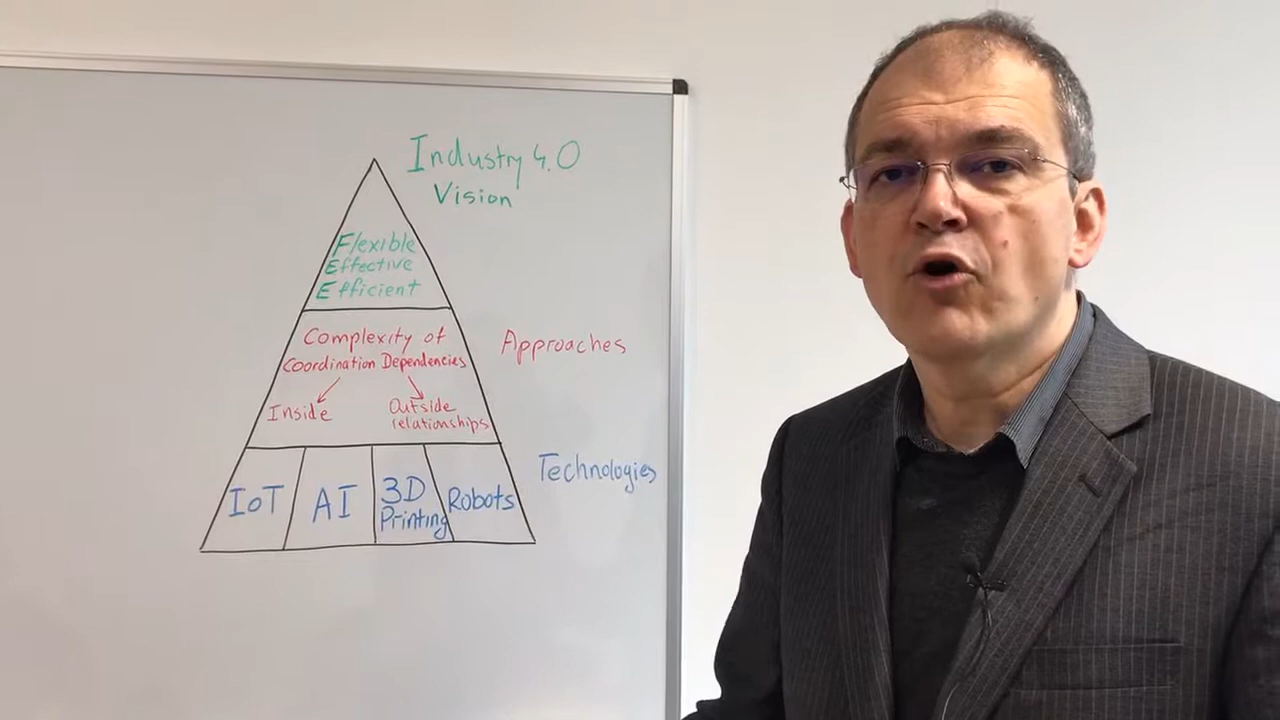 Industry 4.0
Vision
Flexible
Effective
Efficient
Complexity of
Coordination Dependencies
Approaches
Inside
Outside
relationships
Technologies
IoT
AI
3D
Printing
Robots